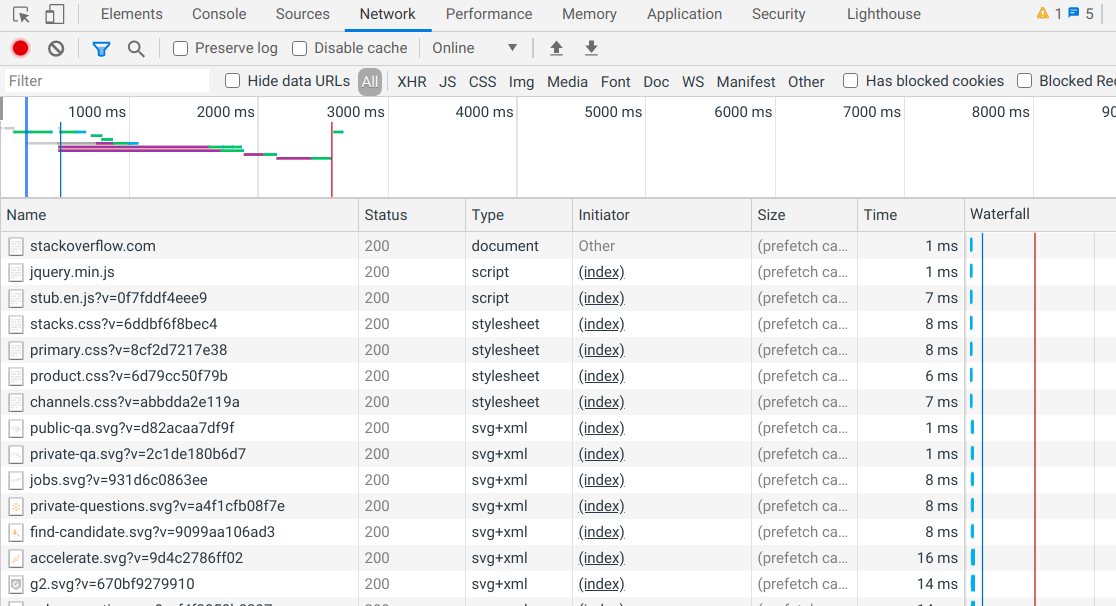 Elements Console Sources Network Performance Memory Application Security Lighthouse 1 5
Preserve log Disable cache Online
Filter Hide data URLs All XHR JS CSS Img Media Font Doc WS Manifest Other Has blocked cookies Blocked Rec
1000 ms 2000 ms 3000 ms 4000 ms 5000 ms 6000 ms 7000 ms 8000 ms 90
Name Status Type Initiator Size Time Waterfall
stackoverflow.com 200 document Other (prefetch ca... 1 ms
jquery.min.js 200 script (index) (prefetch ca... 1 ms
stub.en.js?v=0f7fddf4eee9 200 script (index) (prefetch ca... 7 ms
stacks.css?v=6ddbf6f8bec4 200 stylesheet (index) (prefetch ca... 8 ms
primary.css?v=8cf2d7217e38 200 stylesheet (index) (prefetch ca... 8 ms
product.css?v=6d79cc50f79b 200 stylesheet (index) (prefetch ca... 6 ms
channels.css?v=abbdda2e119a 200 stylesheet (index) (prefetch ca... 7 ms
public-qa.svg?v=d82acaa7df9f 200 svg+xml (index) (prefetch ca... 1 ms
private-qa.svg?v=2c1de180b6d7 200 svg+xml (index) (prefetch ca... 1 ms
jobs.svg?v=931d6c0863ee 200 svg+xml (index) (prefetch ca... 8 ms
private-questions.svg?v=a4f1cfb08f7e 200 svg+xml (index) (prefetch ca... 8 ms
find-candidate.svg?v=9099aa106ad3 200 svg+xml (index) (prefetch ca... 8 ms
accelerate.svg?v=9d4c2786ff02 200 svg+xml (index) (prefetch ca... 16 ms
g2.svg?v=670bf9279910 200 svg+xml (index) (prefetch ca... 14 ms